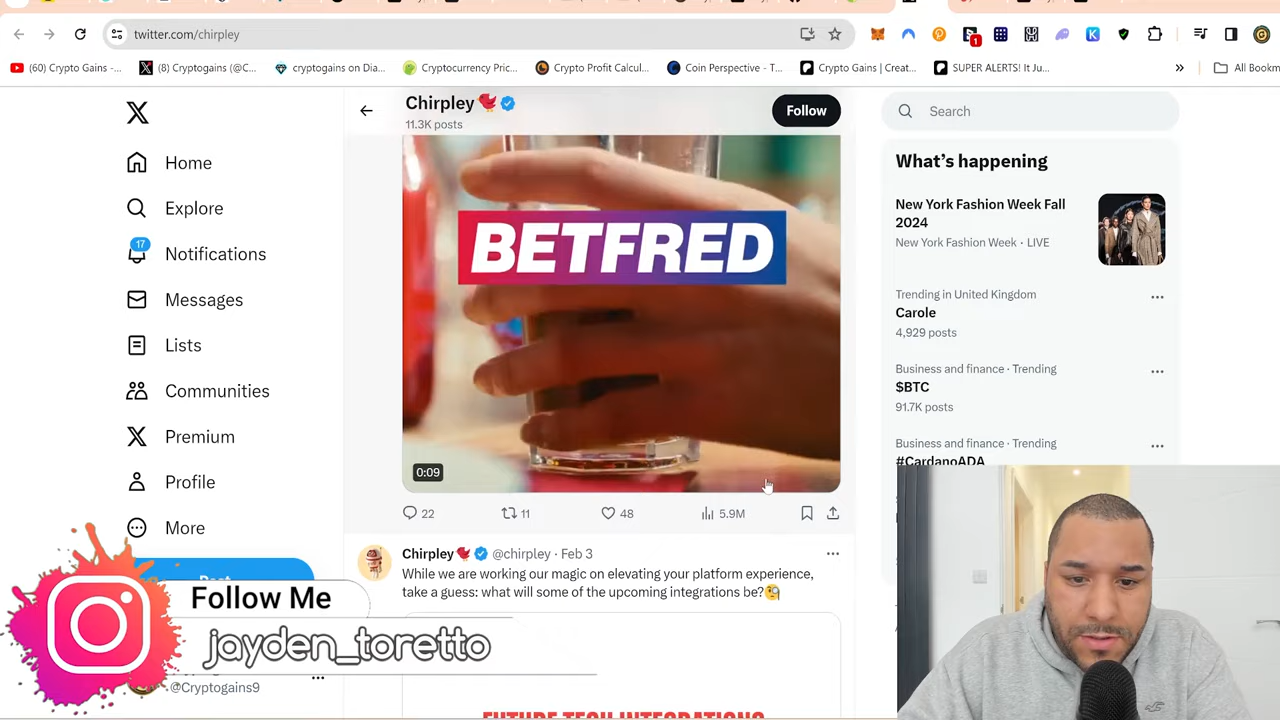 twitter.com/chirpley
1
(60) Crypto Gains -...
(8) Cryptogains (@C...
cryptogains on Dia...
Cryptocurrency Pric...
Crypto Profit Calcul...
Coin Perspective - T...
Crypto Gains | Creat...
SUPER ALERTS! It Ju...
»
All Bookm
Home
Explore
17
Notifications
Messages
Lists
Communities
Premium
Profile
More
Chirpley
11.3K posts
Follow
BETFRED
0:09
22
11
48
5.9M
Chirpley @chirpley · Feb 3
While we are working our magic on elevating your platform experience,
take a guess: what will some of the upcoming integrations be?
FUTURE TECH INTEGRATIONS
Search
What's happening
New York Fashion Week Fall
2024
New York Fashion Week · LIVE
Trending in United Kingdom
Carole
4,929 posts
Business and finance · Trending
$BTC
91.7K posts
Business and finance · Trending
#CardanoADA
Follow Me
jayden_toretto
@Cryptogains9